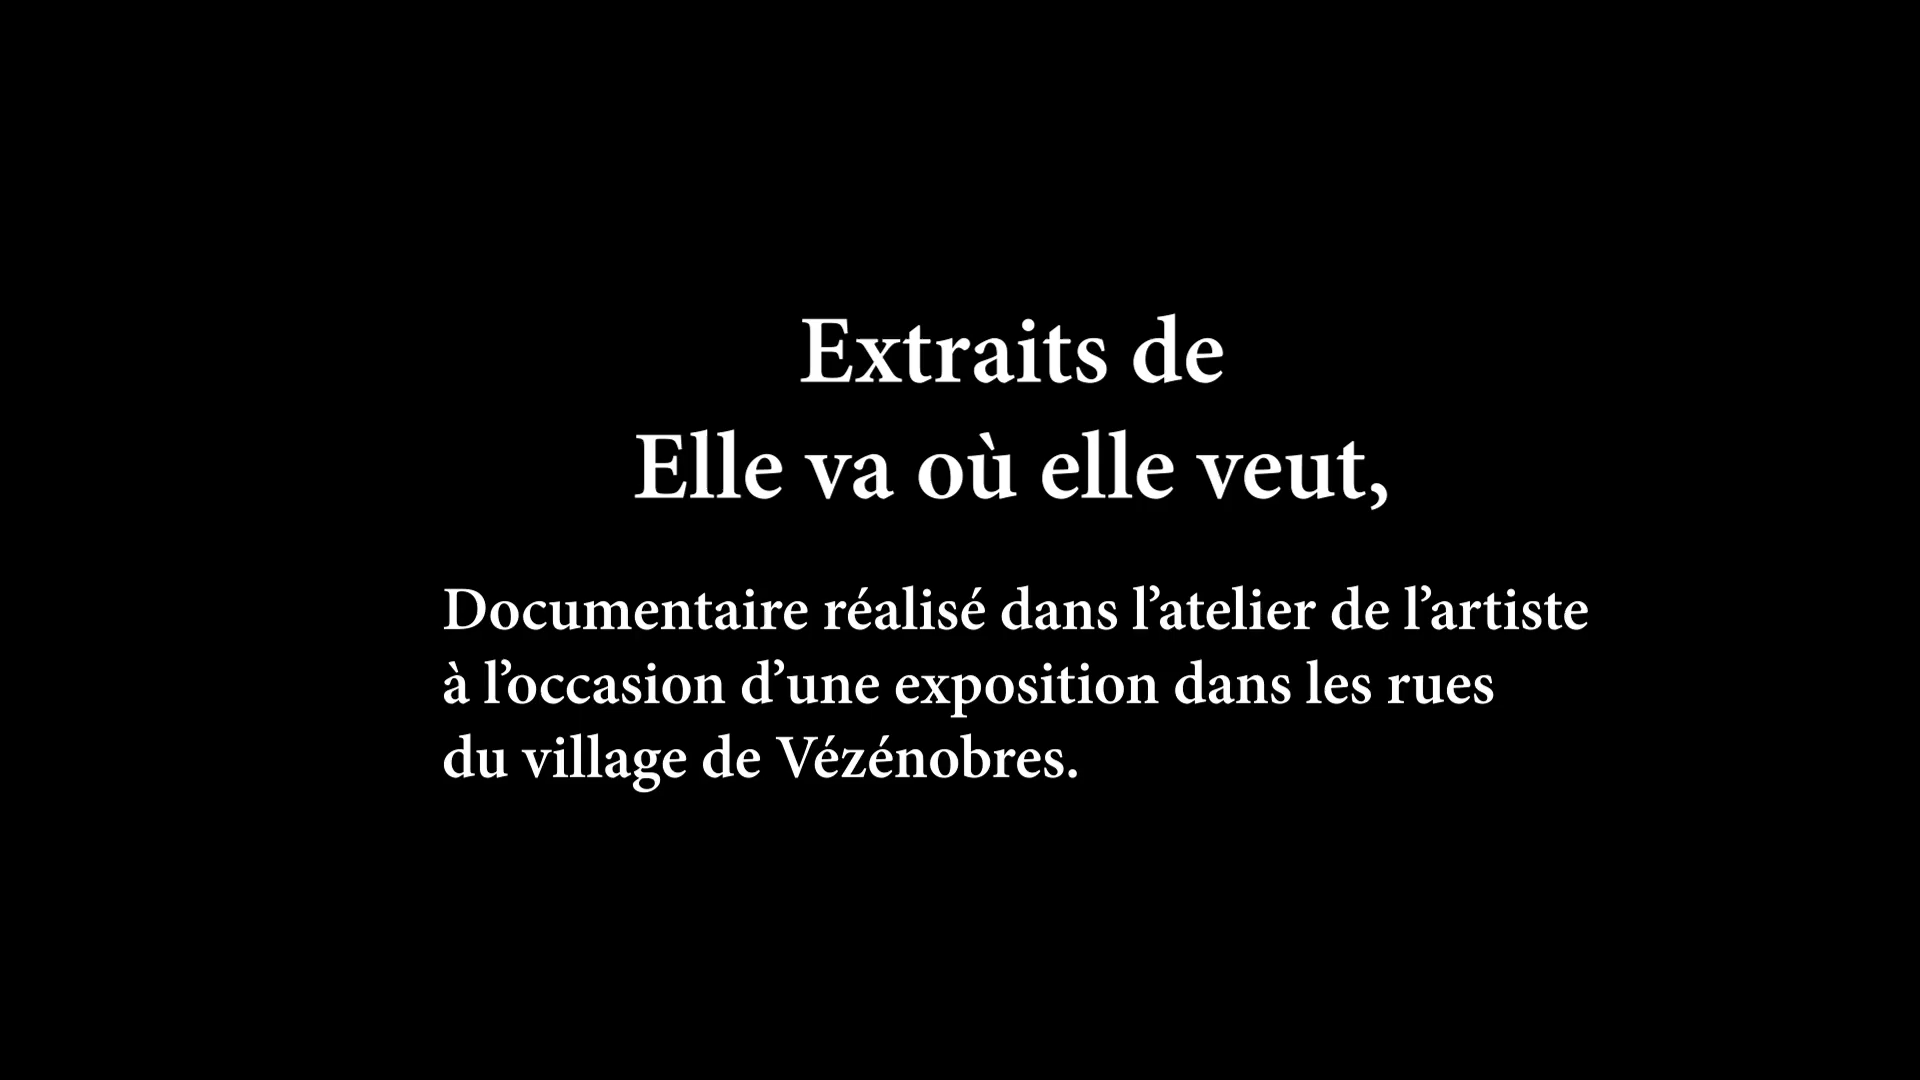 Extraits de
Elle va où elle veut,
Documentaire réalisé dans l’atelier de l’artiste
à l’occasion d’une exposition dans les rues
du village de Vézénobres.